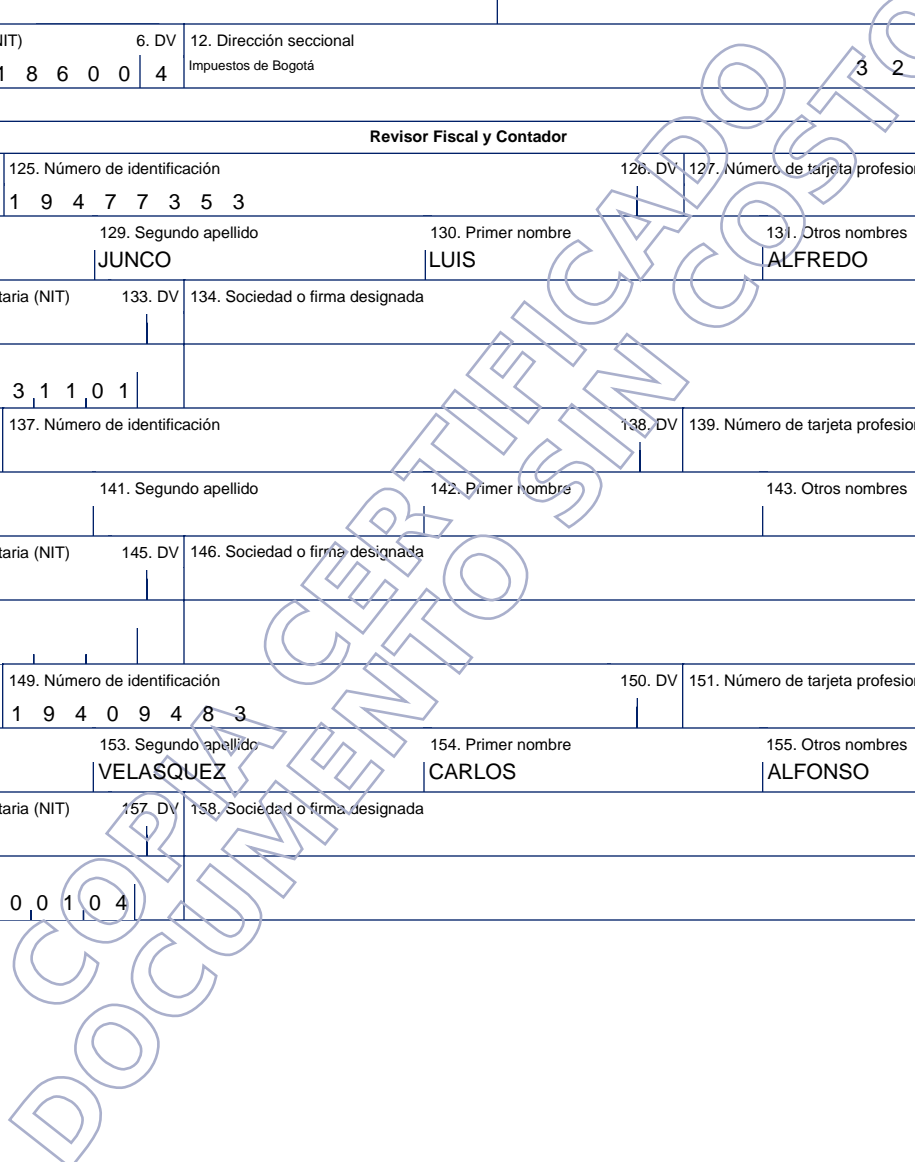 NIT) 6. DV 12. Dirección seccional
1 8 6 0 0 4 Impuestos de Bogotá 3 2
Revisor Fiscal y Contador
125. Número de identificación 126. DV 127. Número de tarjeta profesion
1 9 4 7 7 3 5 3
129. Segundo apellido 130. Primer nombre 131. Otros nombres
JUNCO LUIS ALFREDO
taria (NIT) 133. DV 134. Sociedad o firma designada
3 1 1 0 1
137. Número de identificación 138. DV 139. Número de tarjeta profesion
141. Segundo apellido 142. Primer nombre 143. Otros nombres
taria (NIT) 145. DV 146. Sociedad o firma designada
149. Número de identificación 150. DV 151. Número de tarjeta profesion
1 9 4 0 9 4 8 3
153. Segundo apellido 154. Primer nombre 155. Otros nombres
VELASQUEZ CARLOS ALFONSO
taria (NIT) 157. DV 158. Sociedad o firma designada
0 0 1 0 4
COPIA CERTIFICADO
DOCUMENTO SIN COSTO